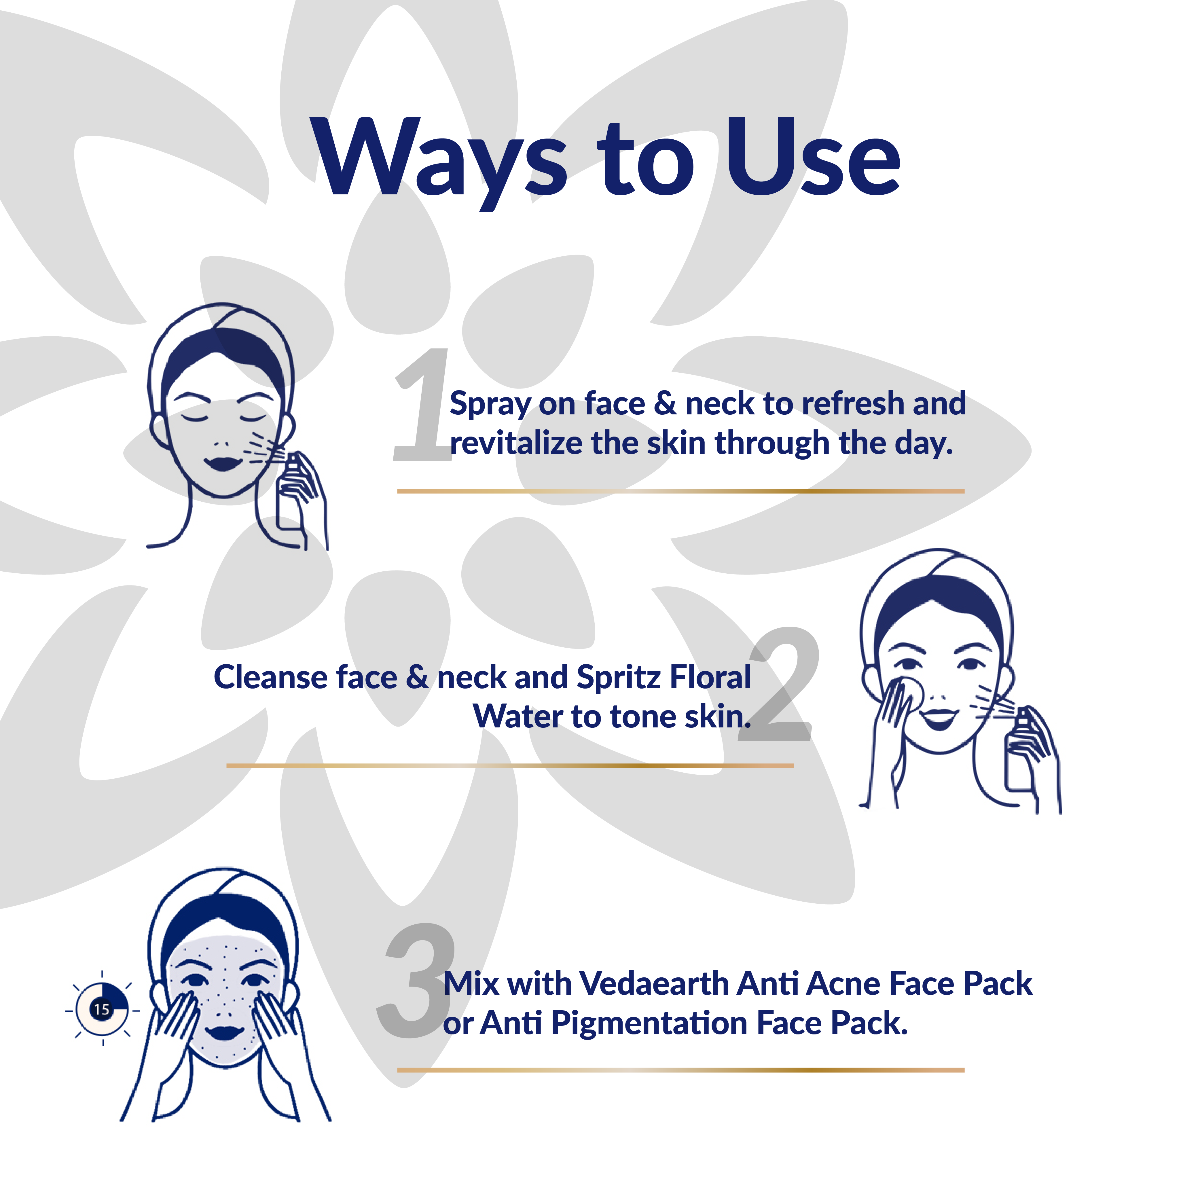 Ways to Use
1
Spray on face & neck to refresh and
revitalize the skin through the day.
2
Cleanse face & neck and Spritz Floral
Water to tone skin.
3
Mix with Vedaearth Anti Acne Face Pack
or Anti Pigmentation Face Pack.
15